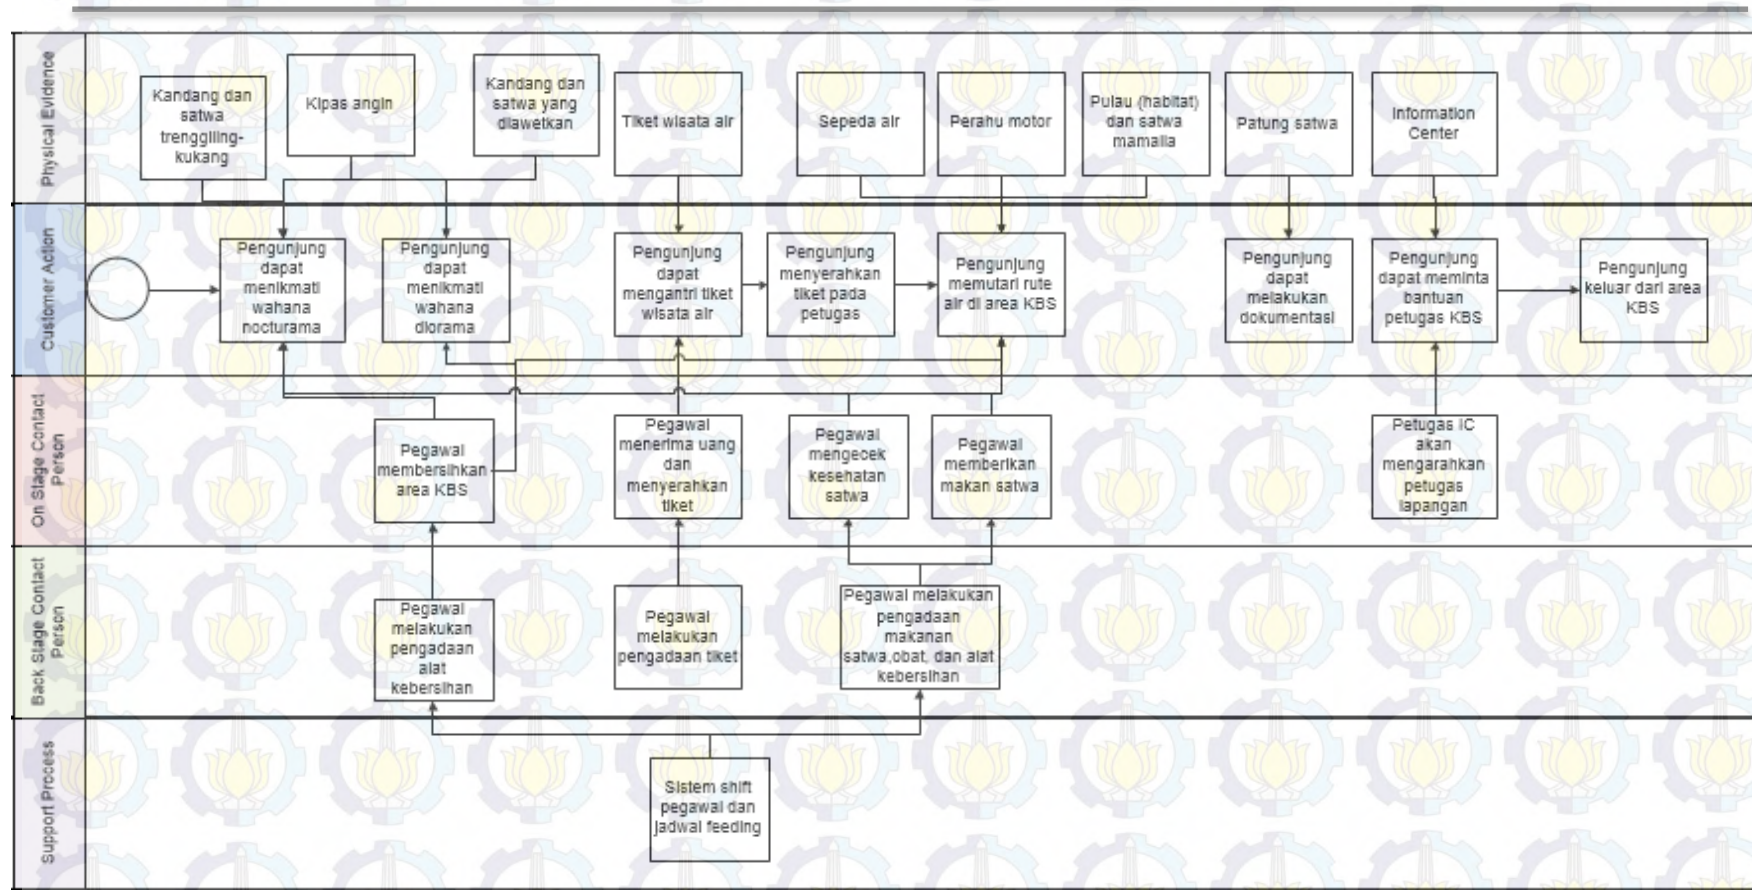 Physical Evidence
Kandang dan
satwa
trenggiling-
kukang
Kipas angin
Kandang dan
satwa yang
diawetkan
Tiket wisata air
Sepeda air
Perahu motor
Pulau (habitat)
dan satwa
mamalia
Patung satwa
Information
Center
Customer Action
Pengunjung
dapat
menikmati
wahana
nocturama
Pengunjung
dapat
menikmati
wahana
diorama
Pengunjung
dapat
mengantri tiket
wisata air
Pengunjung
menyerahkan
tiket pada
petugas
Pengunjung
memutari rute
air di area KBS
Pengunjung
dapat
melakukan
dokumentasi
Pengunjung
dapat meminta
bantuan
petugas KBS
Pengunjung
keluar dari area
KBS
On Stage Contact
Person
Pegawai
membersihkan
area KBS
Pegawai
menerima uang
dan
menyerahkan
tiket
Pegawai
mengecek
kesehatan
satwa
Pegawai
memberikan
makan satwa
Petugas IC
akan
mengarahkan
petugas
lapangan
Back Stage Contact
Person
Pegawai
melakukan
pengadaan
alat
kebersihan
Pegawai
melakukan
pengadaan tiket
Pegawai melakukan
pengadaan
makanan
satwa,obat, dan alat
kebersihan
Support Process
Sistem shift
pegawai dan
jadwal feeding